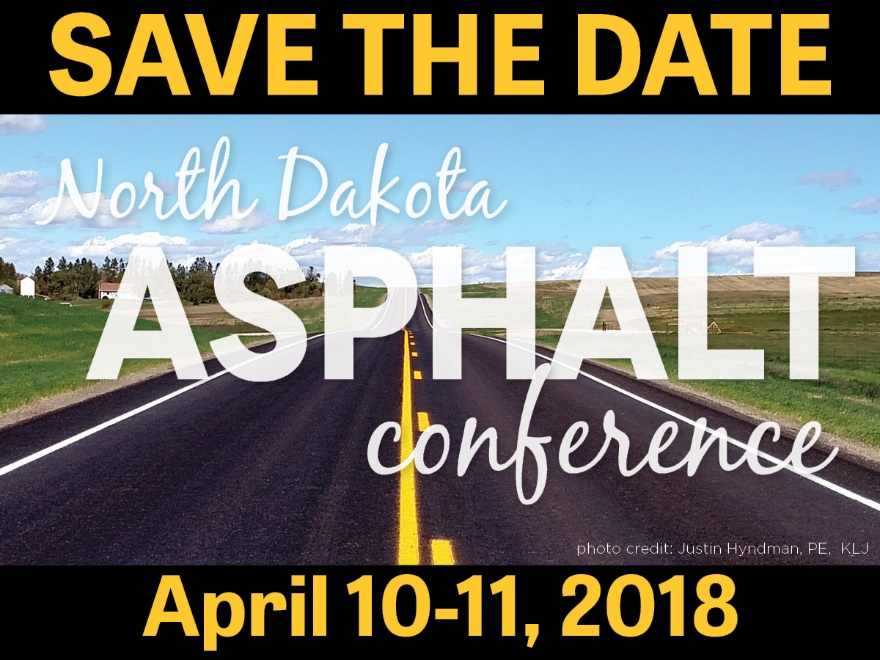 SAVE THE DATE
North Dakota
ASPHALT
conference
photo credit: Justin Hyndman, PE, KLJ
April 10-11, 2018